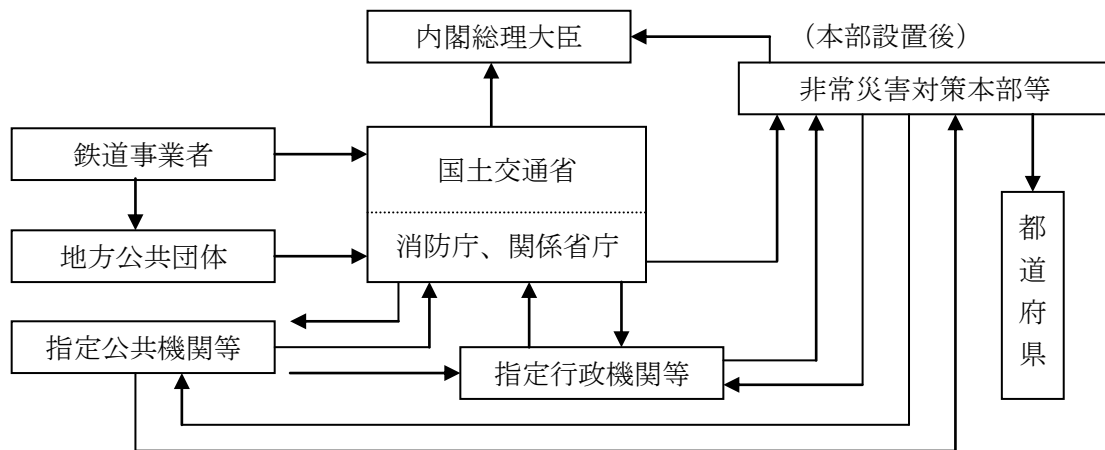 内閣総理大臣
（本部設置後）
非常災害対策本部等
鉄道事業者
国土交通省
地方公共団体
消防庁、関係省庁
都道府県
指定公共機関等
指定行政機関等